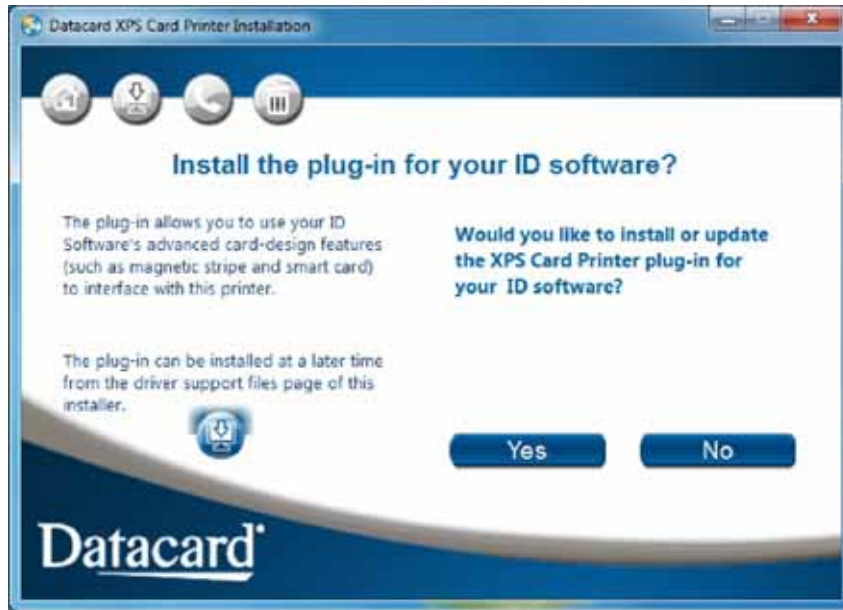 Datacard XPS Card Printer Installation
Install the plug-in for your ID software?
The plug-in allows you to use your ID
Software's advanced card-design features
(such as magnetic stripe and smart card)
to interface with this printer.
The plug-in can be installed at a later time
from the driver support files page of this
installer.
Would you like to install or update
the XPS Card Printer plug-in for
your ID software?
Yes
No
Datacard